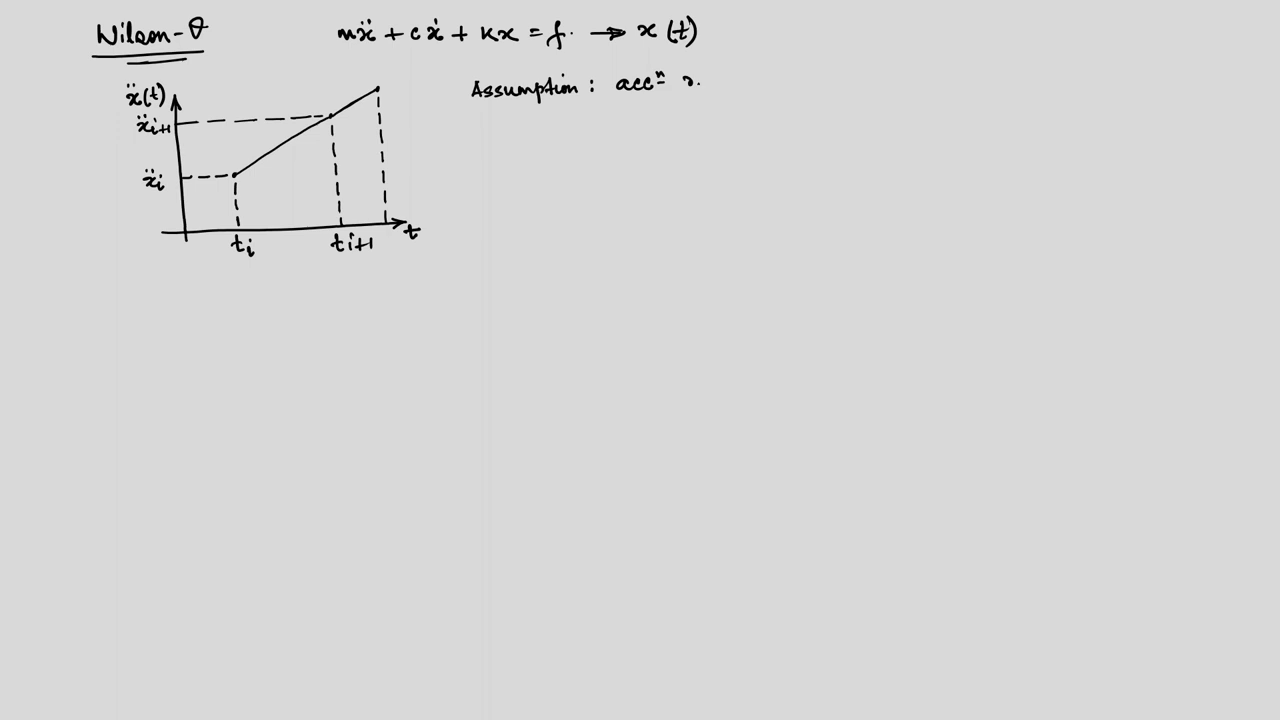 Wilson-θ
mẍ + cẋ + kx = f. → x(t)
Assumption : accⁿ
ẍ(t)
ẍi+1
ẍi
ti ti+1 t